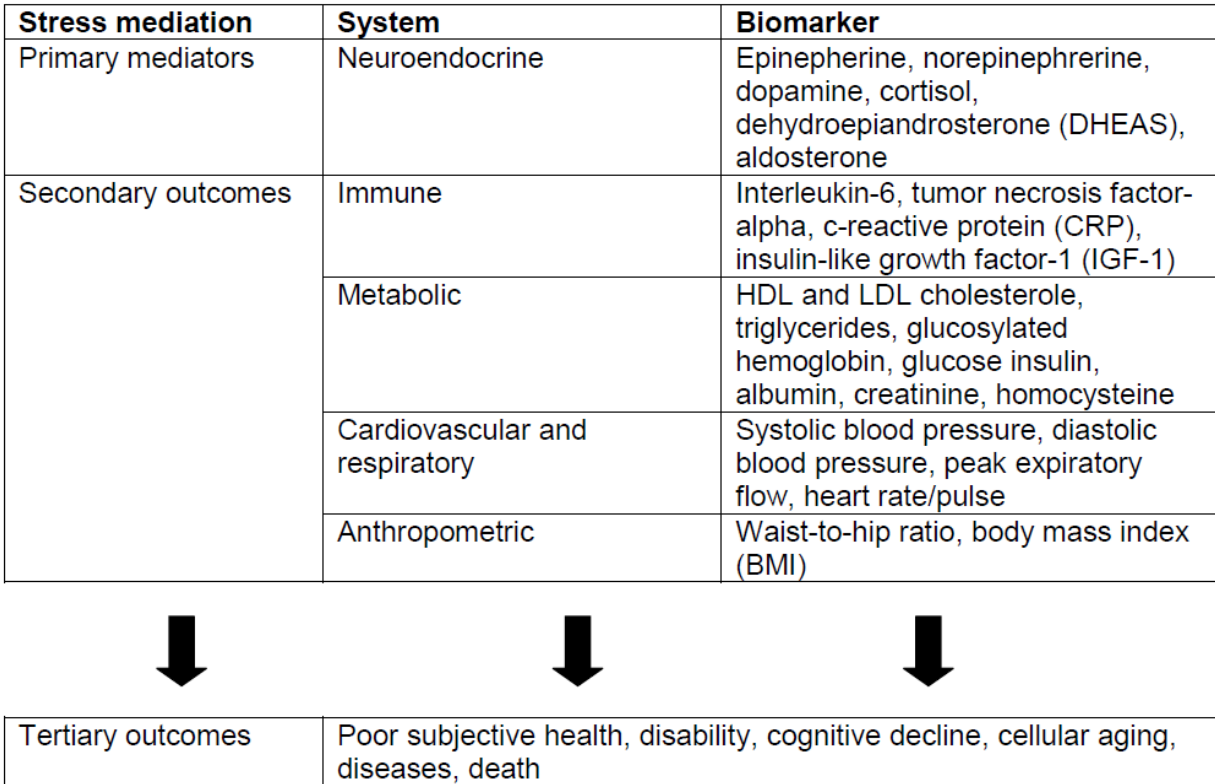 Stress mediation System Biomarker
Primary mediators Neuroendocrine Epinepherine, norepinephrerine,
dopamine, cortisol,
dehydroepiandrosterone (DHEAS),
aldosterone
Secondary outcomes Immune Interleukin-6, tumor necrosis factor-
alpha, c-reactive protein (CRP),
insulin-like growth factor-1 (IGF-1)
Metabolic HDL and LDL cholesterole,
triglycerides, glucosylated
hemoglobin, glucose insulin,
albumin, creatinine, homocysteine
Cardiovascular and Systolic blood pressure, diastolic
respiratory blood pressure, peak expiratory
flow, heart rate/pulse
Anthropometric Waist-to-hip ratio, body mass index
(BMI)
Tertiary outcomes Poor subjective health, disability, cognitive decline, cellular aging,
diseases, death